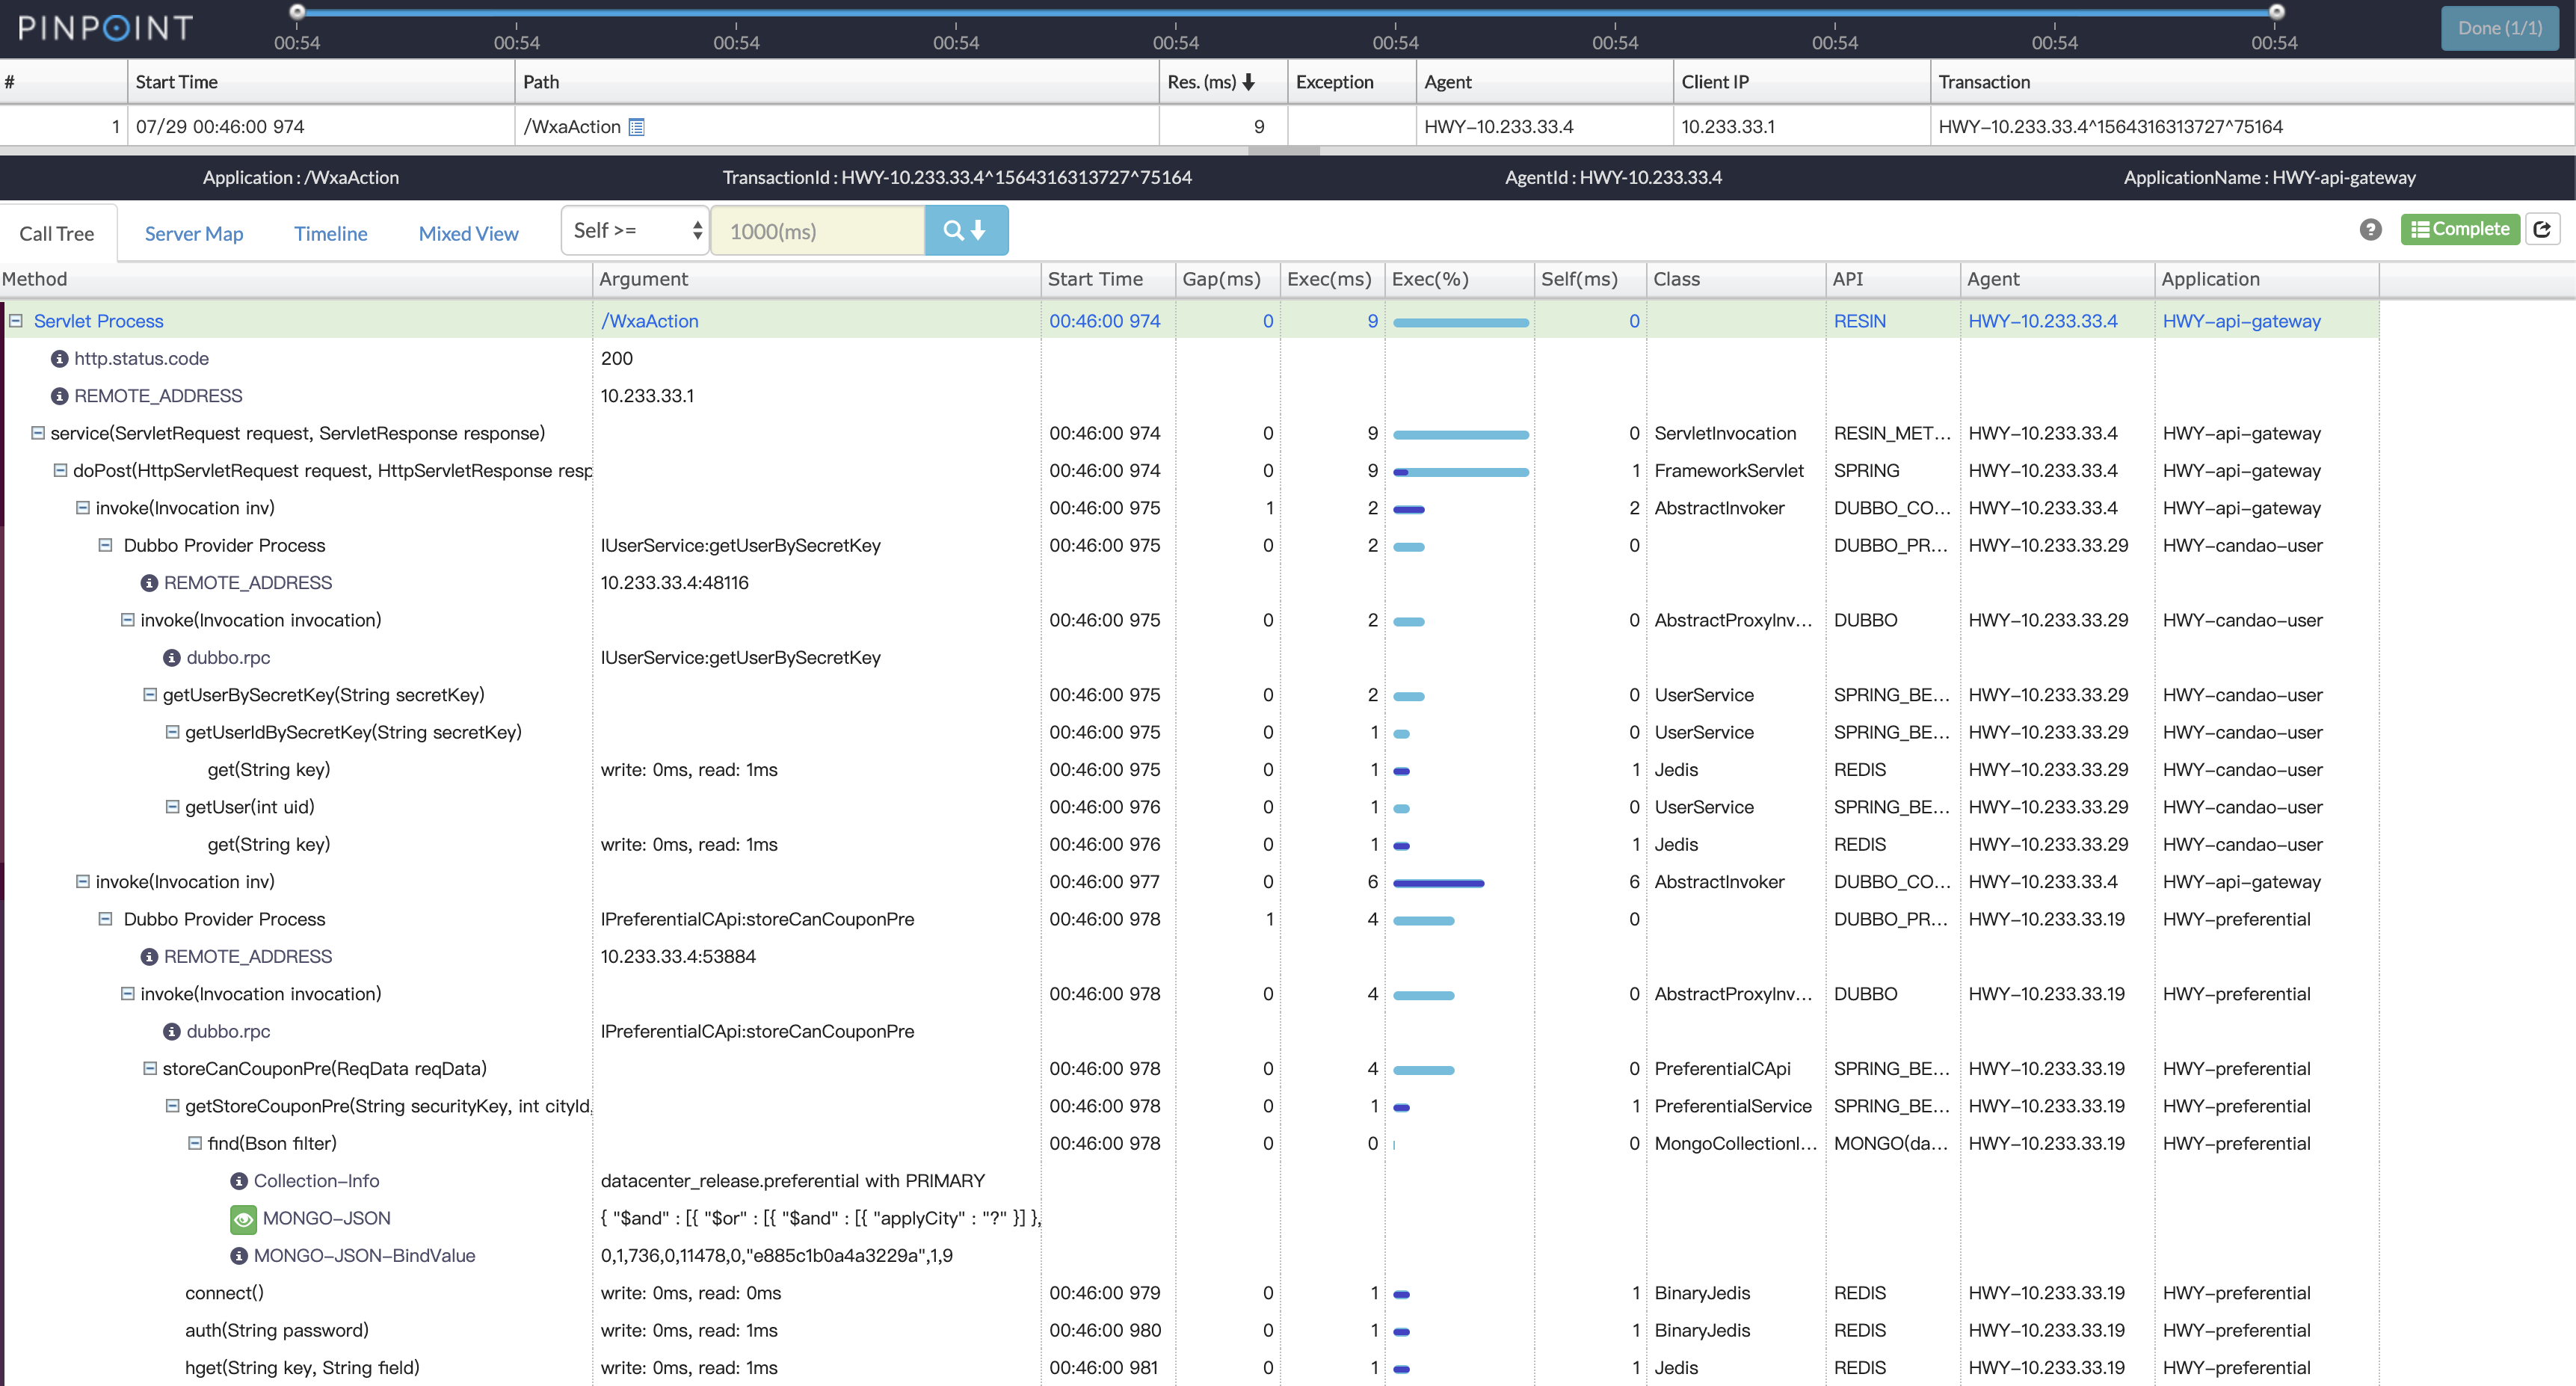 PINPOINT
00:54 00:54 00:54 00:54 00:54 00:54 00:54 00:54 00:54 00:54
Done (1/1)
# Start Time Path Res. (ms) Exception Agent Client IP Transaction
1 07/29 00:46:00 974 /WxaAction 9 HWY-10.233.33.4 10.233.33.1 HWY-10.233.33.4^1564316313727^75164
Application : /WxaAction TransactionId : HWY-10.233.33.4^1564316313727^75164 AgentId : HWY-10.233.33.4 ApplicationName : HWY-api-gateway
Call Tree Server Map Timeline Mixed View Self >= 1000(ms) ? Complete
Method Argument Start Time Gap(ms) Exec(ms) Exec(%) Self(ms) Class API Agent Application
Servlet Process /WxaAction 00:46:00 974 0 9 0 RESIN HWY-10.233.33.4 HWY-api-gateway
http.status.code 200
REMOTE_ADDRESS 10.233.33.1
service(ServletRequest request, ServletResponse response) 00:46:00 974 0 9 0 ServletInvocation RESIN_MET... HWY-10.233.33.4 HWY-api-gateway
doPost(HttpServletRequest request, HttpServletResponse resp 00:46:00 974 0 9 1 FrameworkServlet SPRING HWY-10.233.33.4 HWY-api-gateway
invoke(Invocation inv) 00:46:00 975 1 2 2 AbstractInvoker DUBBO_CO... HWY-10.233.33.4 HWY-api-gateway
Dubbo Provider Process IUserService:getUserBySecretKey 00:46:00 975 0 2 0 DUBBO_PR... HWY-10.233.33.29 HWY-candao-user
REMOTE_ADDRESS 10.233.33.4:48116
invoke(Invocation invocation) 00:46:00 975 0 2 0 AbstractProxyInv... DUBBO HWY-10.233.33.29 HWY-candao-user
dubbo.rpc IUserService:getUserBySecretKey
getUserBySecretKey(String secretKey) 00:46:00 975 0 2 0 UserService SPRING_BE... HWY-10.233.33.29 HWY-candao-user
getUserIdBySecretKey(String secretKey) 00:46:00 975 0 1 0 UserService SPRING_BE... HWY-10.233.33.29 HWY-candao-user
get(String key) write: 0ms, read: 1ms 00:46:00 975 0 1 1 Jedis REDIS HWY-10.233.33.29 HWY-candao-user
getUser(int uid) 00:46:00 976 0 1 0 UserService SPRING_BE... HWY-10.233.33.29 HWY-candao-user
get(String key) write: 0ms, read: 1ms 00:46:00 976 0 1 1 Jedis REDIS HWY-10.233.33.29 HWY-candao-user
invoke(Invocation inv) 00:46:00 977 0 6 6 AbstractInvoker DUBBO_CO... HWY-10.233.33.4 HWY-api-gateway
Dubbo Provider Process IPreferentialCApi:storeCanCouponPre 00:46:00 978 1 4 0 DUBBO_PR... HWY-10.233.33.19 HWY-preferential
REMOTE_ADDRESS 10.233.33.4:53884
invoke(Invocation invocation) 00:46:00 978 0 4 0 AbstractProxyInv... DUBBO HWY-10.233.33.19 HWY-preferential
dubbo.rpc IPreferentialCApi:storeCanCouponPre
storeCanCouponPre(ReqData reqData) 00:46:00 978 0 4 0 PreferentialCApi SPRING_BE... HWY-10.233.33.19 HWY-preferential
getStoreCouponPre(String securityKey, int cityId, 00:46:00 978 0 1 1 PreferentialService SPRING_BE... HWY-10.233.33.19 HWY-preferential
find(Bson filter) 00:46:00 978 0 0 0 MongoCollectionI... MONGO(da... HWY-10.233.33.19 HWY-preferential
Collection-Info datacenter_release.preferential with PRIMARY
MONGO-JSON { "$and" : [{ "$or" : [{ "$and" : [{ "applyCity" : "?" }] },
MONGO-JSON-BindValue 0,1,736,0,11478,0,"e885c1b0a4a3229a",1,9
connect() write: 0ms, read: 0ms 00:46:00 979 0 1 1 BinaryJedis REDIS HWY-10.233.33.19 HWY-preferential
auth(String password) write: 0ms, read: 1ms 00:46:00 980 0 1 1 BinaryJedis REDIS HWY-10.233.33.19 HWY-preferential
hget(String key, String field) write: 0ms, read: 1ms 00:46:00 981 0 1 1 Jedis REDIS HWY-10.233.33.19 HWY-preferential